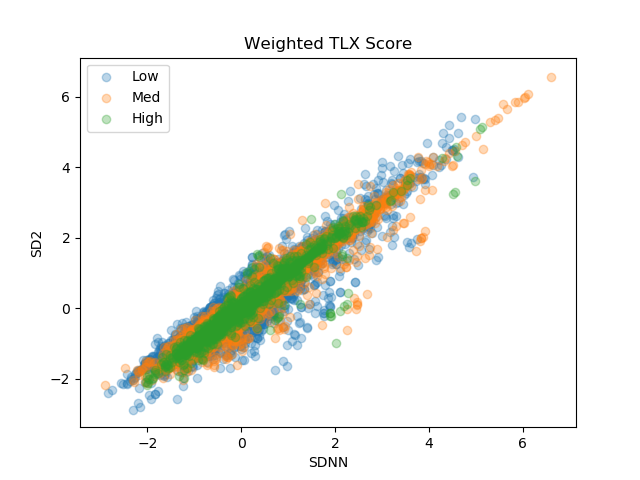 Weighted TLX Score
Low
Med
High
6
4
2
0
−2
SD2
−2 0 2 4 6
SDNN